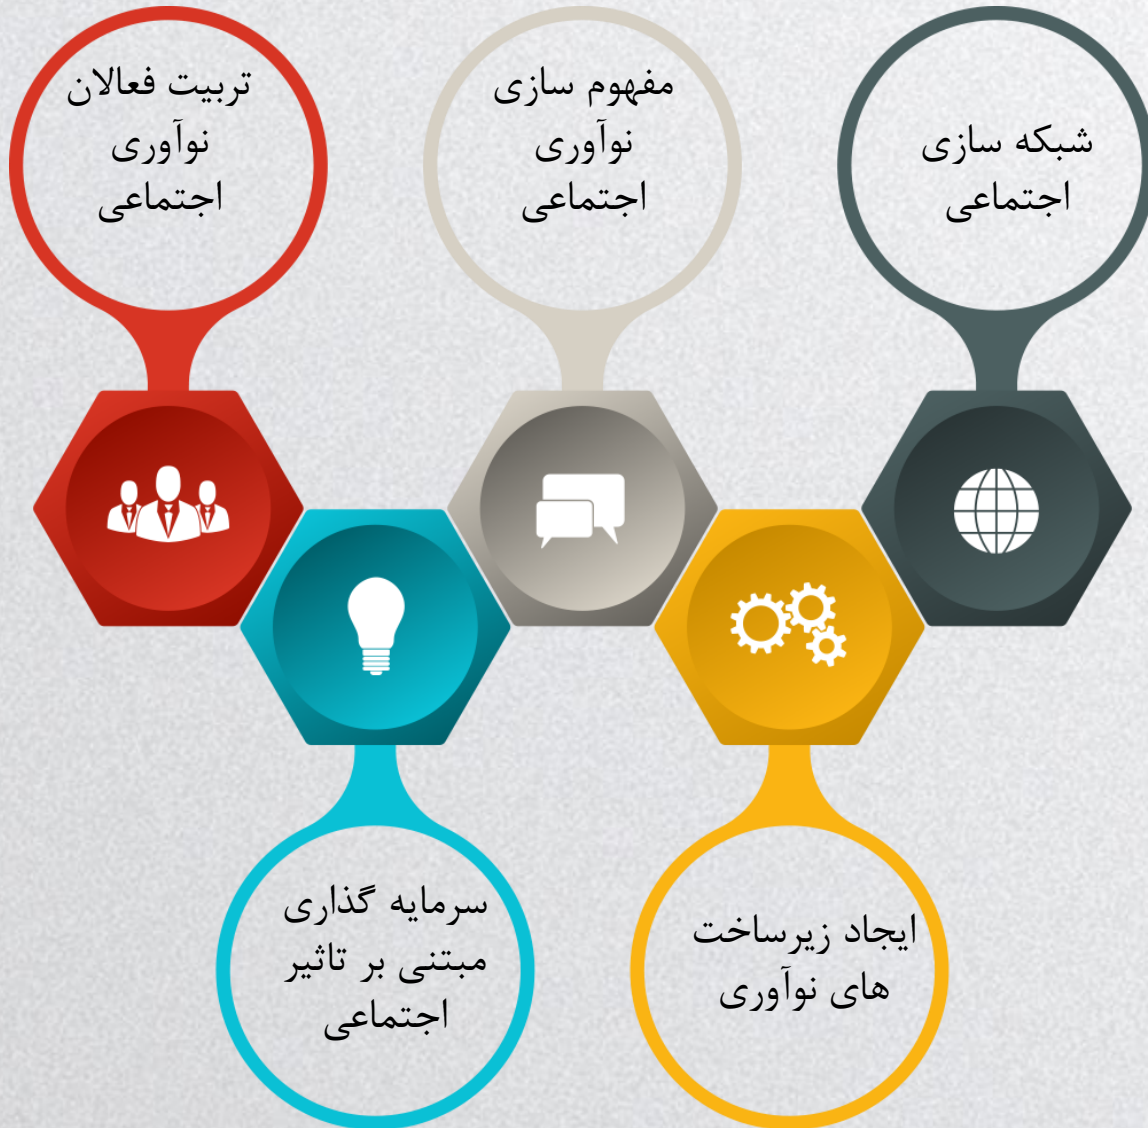 شبکه سازی
اجتماعی
مفهوم سازی
نوآوری
اجتماعی
تربیت فعالان
نوآوری
اجتماعی
ایجاد زیرساخت
های نوآوری
سرمایه گذاری
مبتنی بر تاثیر
اجتماعی